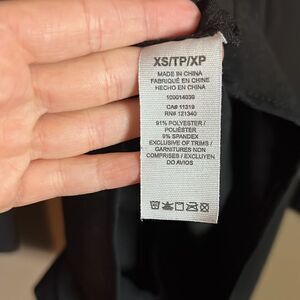 XS/TP/XP
MADE IN CHINA
FABRIQUÉ EN CHINE
HECHO EN CHINA
100014039
CA# 11319
RN# 121340
91% POLYESTER /
POLIÉSTER
9% SPANDEX
EXCLUSIVE OF TRIMS /
GARNITURES NON
COMPRISES / EXCLUYEN
DO AVIOS